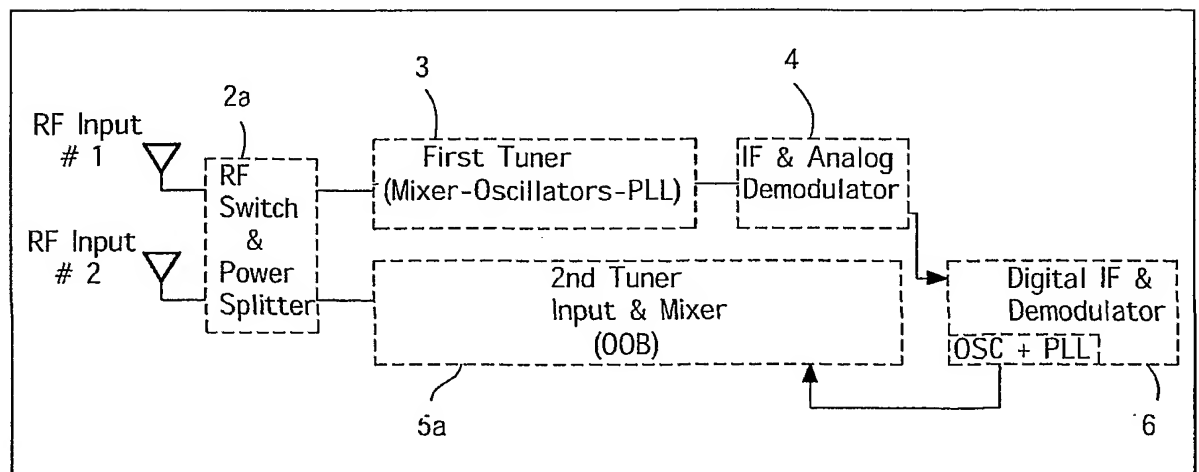 3
4
2a
RF Input
# 1
RF
Switch
&
Power
Splitter
First Tuner
(Mixer-Oscillators-PLL)
IF & Analog
Demodulator
RF Input
# 2
2nd Tuner
Input & Mixer
(OOB)
Digital IF &
Demodulator
OSC + PLL
5a
6